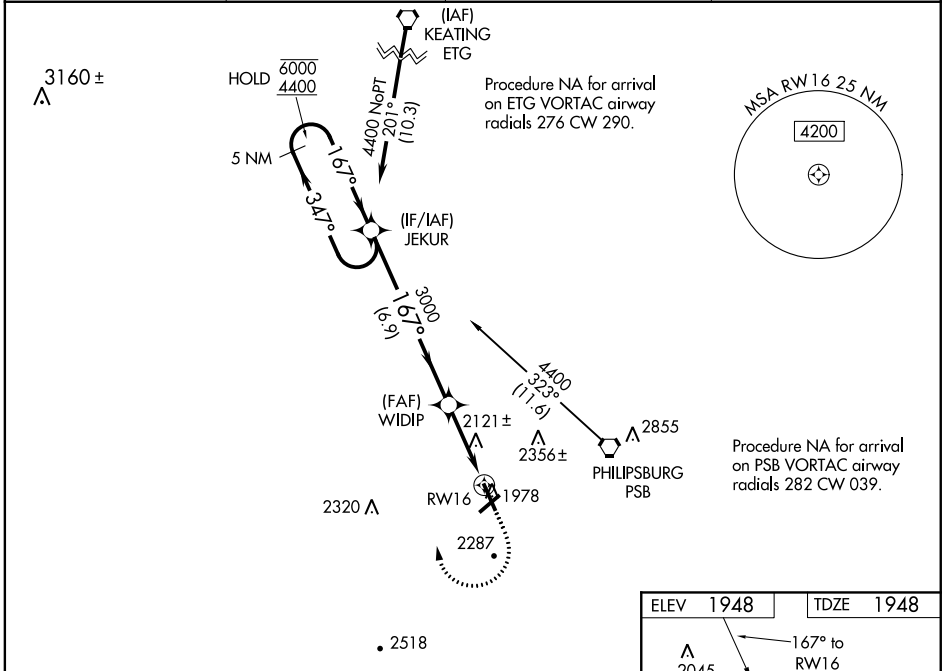 (IAF)
KEATING
ETG
3160 ±
HOLD 6000
4400
5 NM
4400 NoPT
201°
(10.3)
Procedure NA for arrival
on ETG VORTAC airway
radials 276 CW 290.
MSA RW16 25 NM
4200
167°
347°
(IF/IAF)
JEKUR
3000
167°
(6.9)
4400
323°
(11.6)
(FAF)
WIDIP
2121 ±
2356 ±
2855
PHILIPSBURG
PSB
Procedure NA for arrival
on PSB VORTAC airway
radials 282 CW 039.
RW16
1978
2320
2287
2518
ELEV 1948
TDZE 1948
167° to
RW16
2045